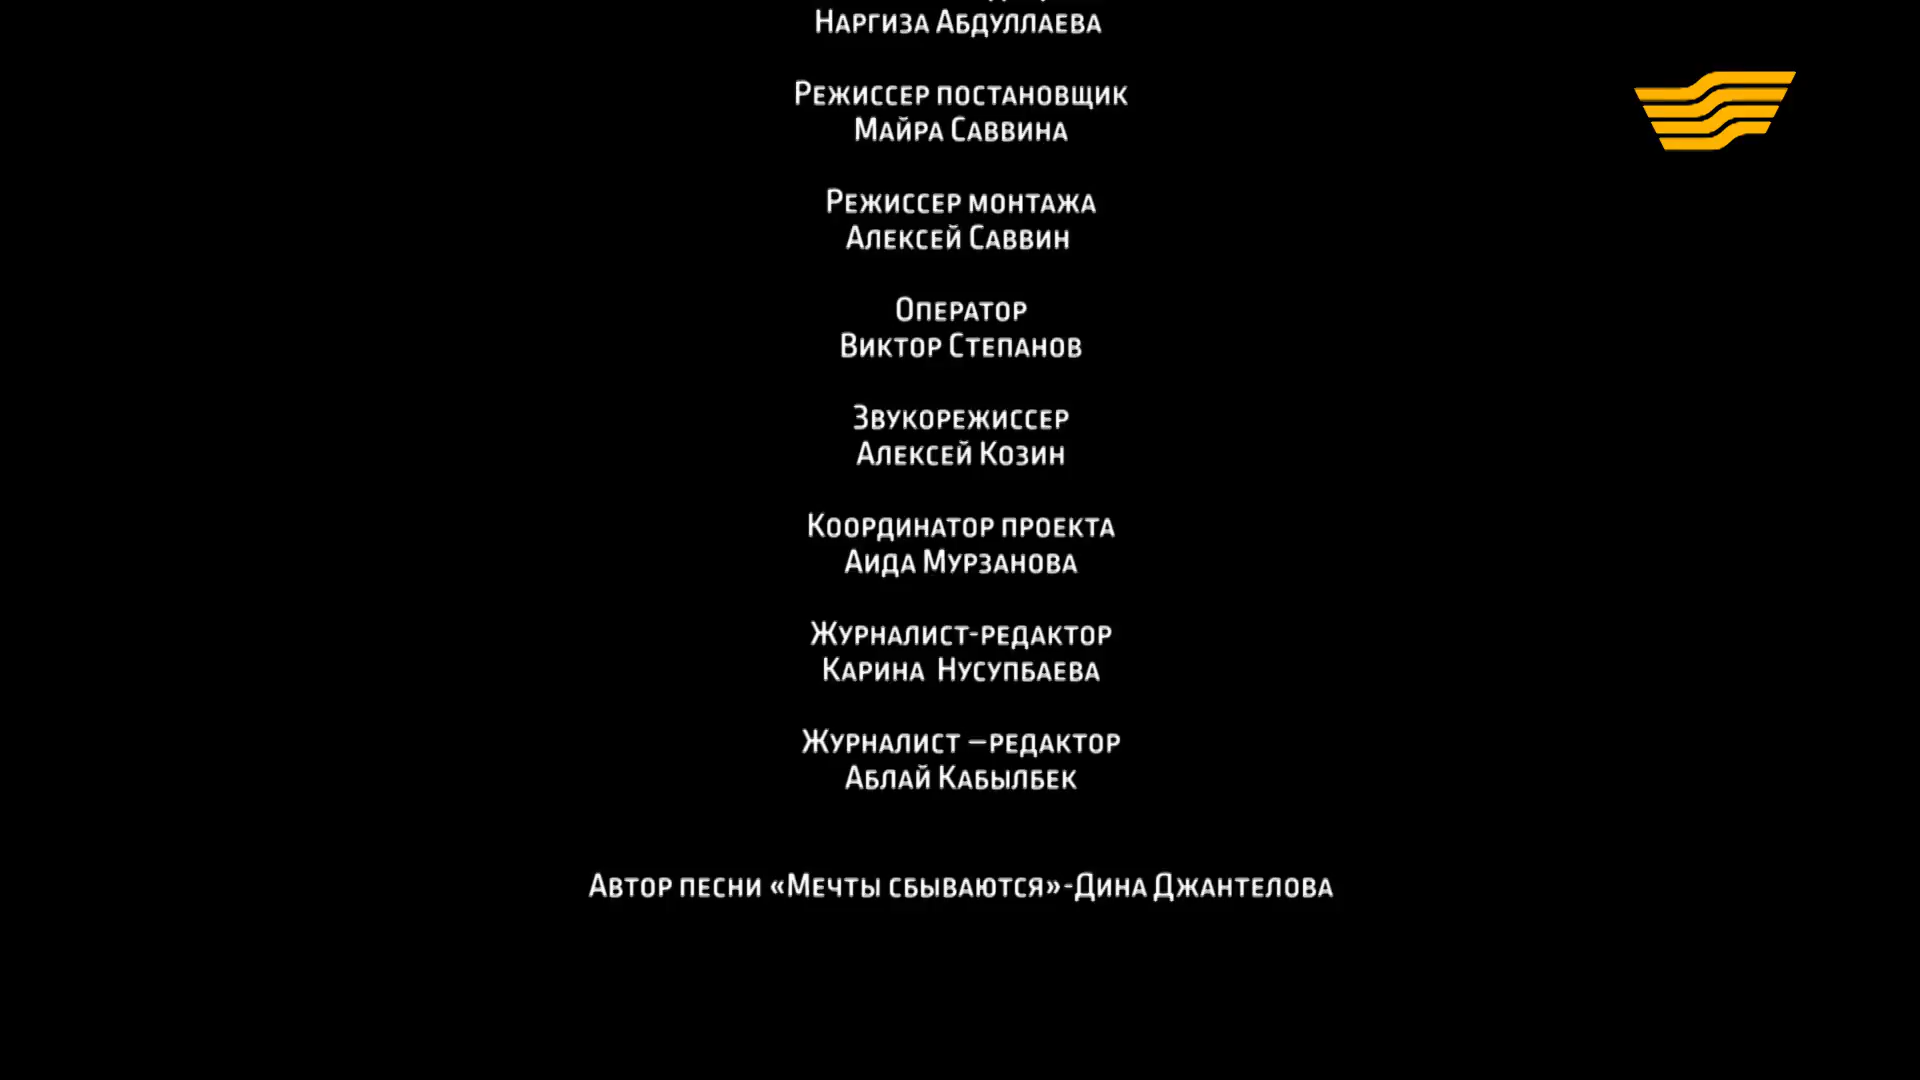 Наргиза Абдуллаева
Режиссер постановщик
Майра Саввина
Режиссер монтажа
Алексей Саввин
Оператор
Виктор Степанов
Звукорежиссер
Алексей Козин
Координатор проекта
Аида Мурзанова
Журналист-редактор
Карина Нусупбаева
Журналист –редактор
Аблай Кабылбек
Автор песни «Мечты сбываются»-Дина Джантелова